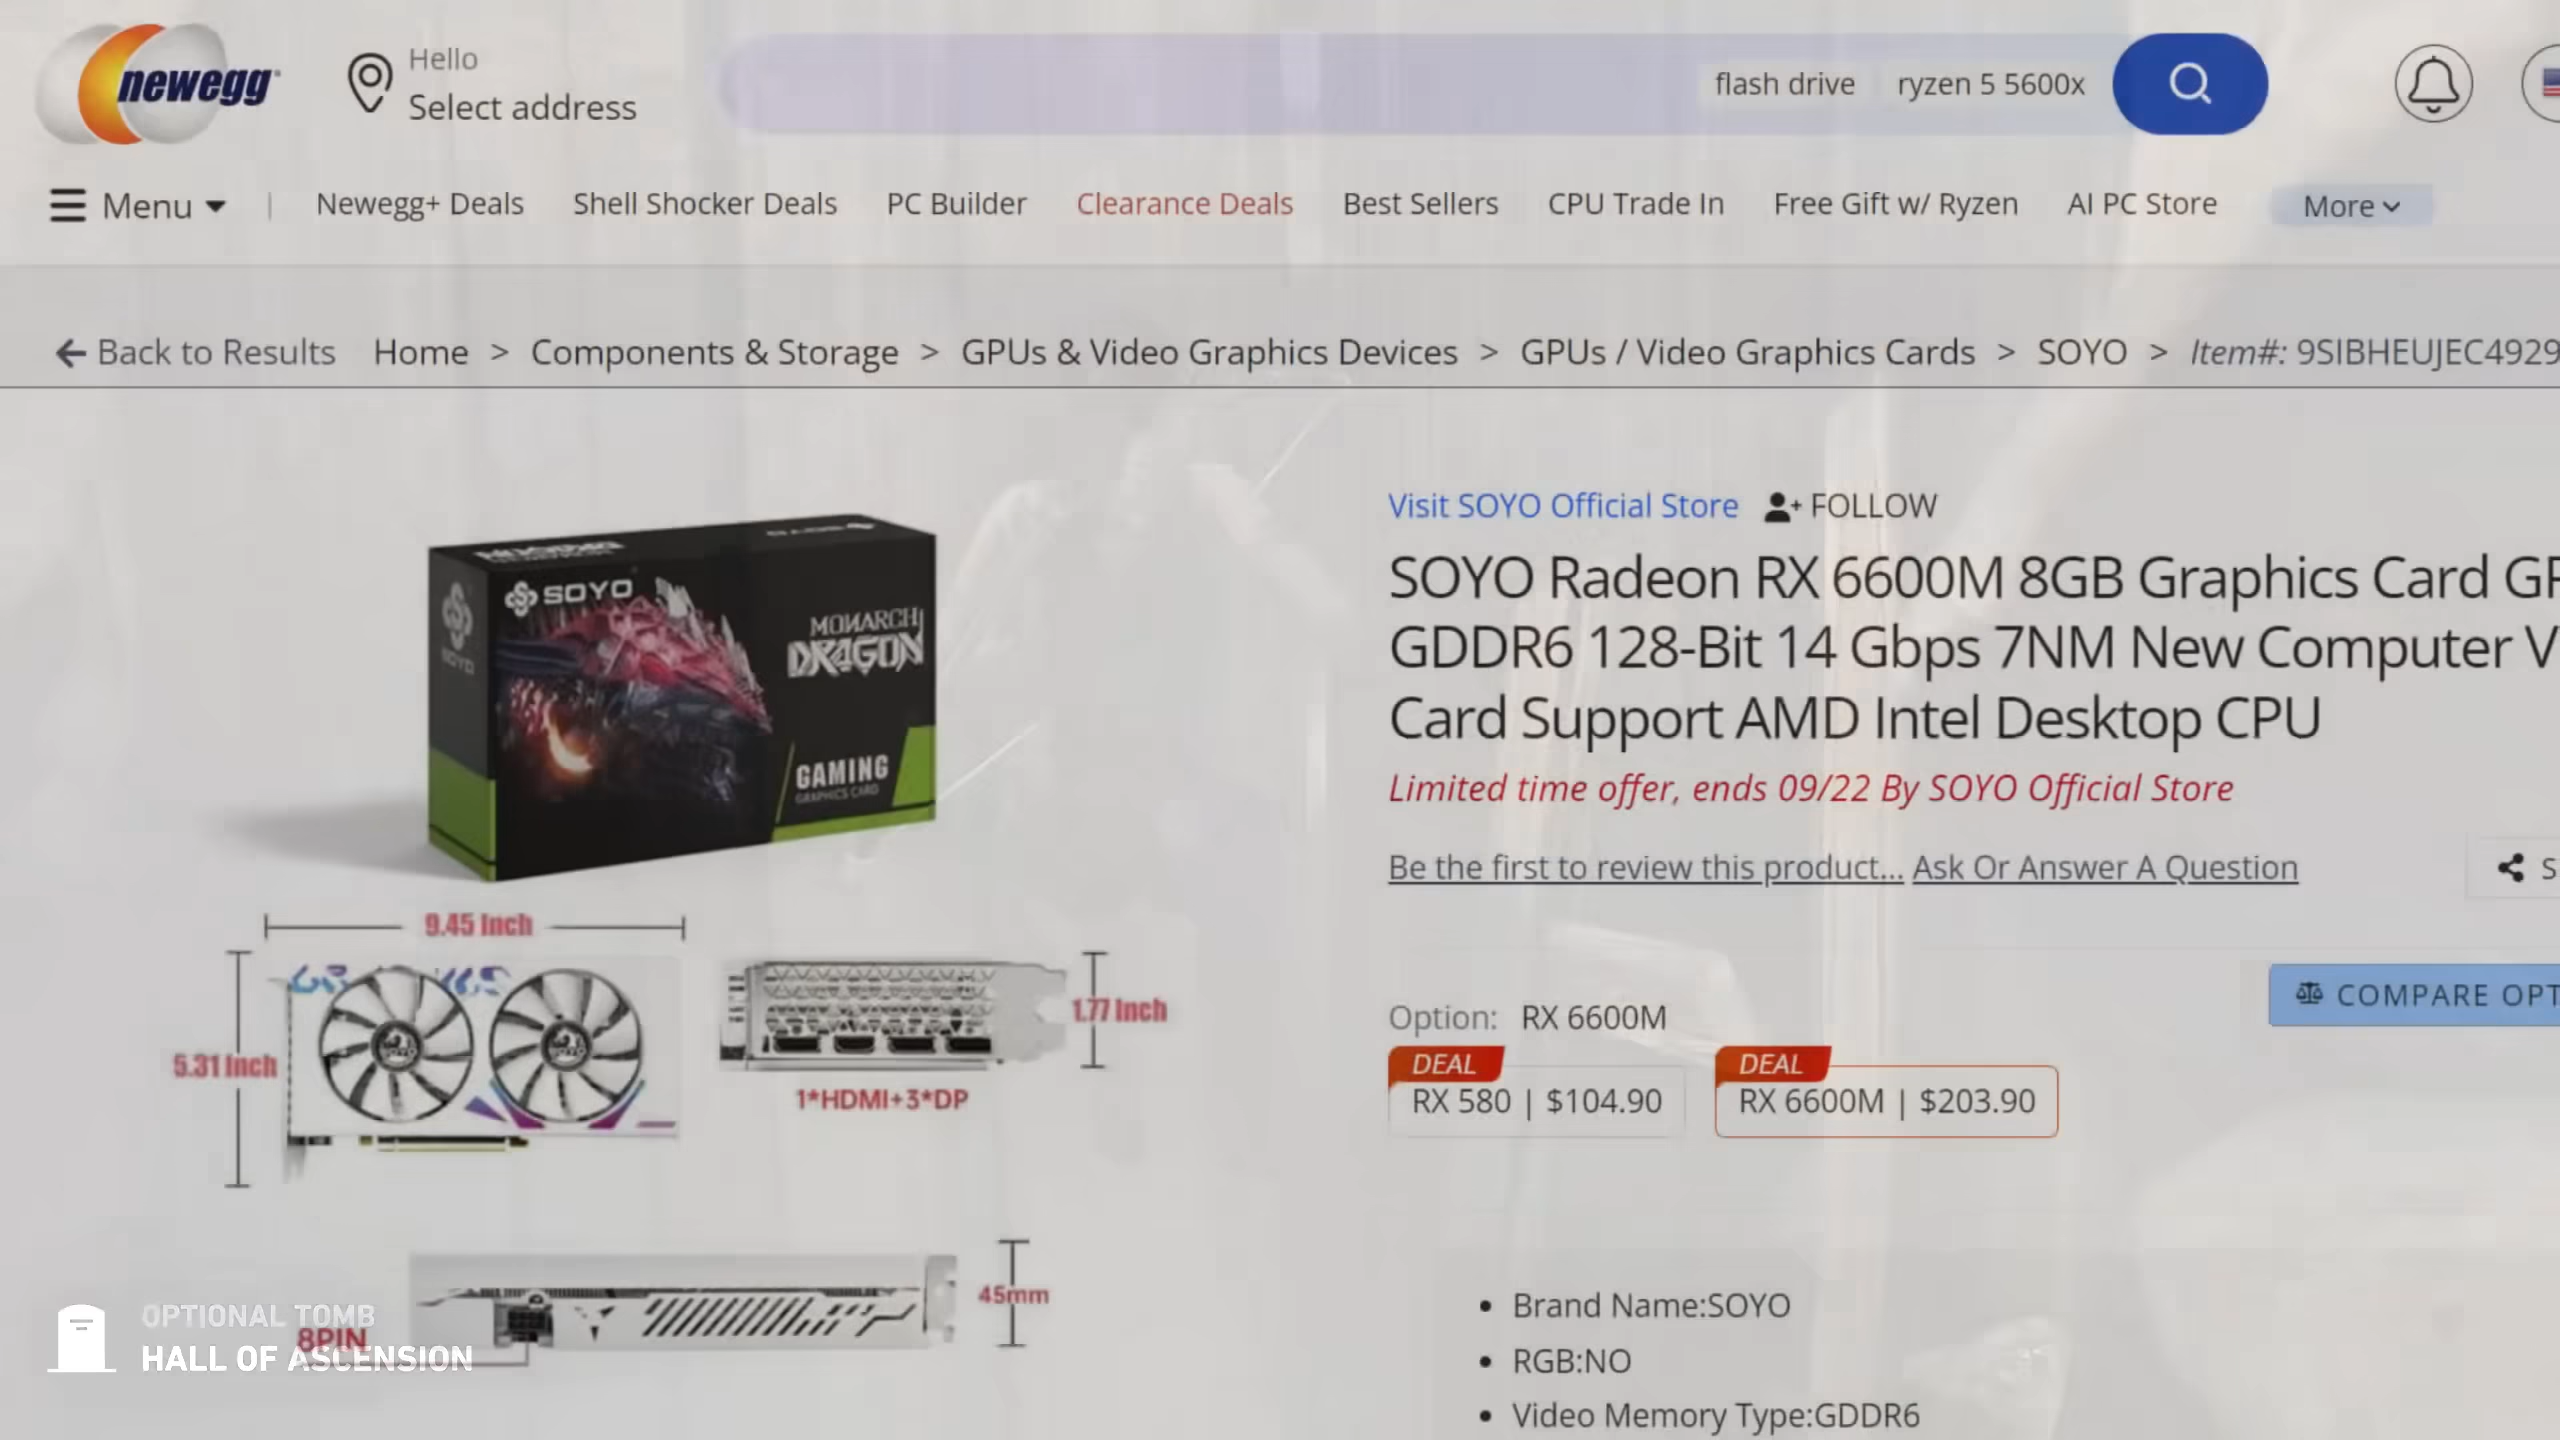 newegg
Hello
Select address
flash drive
ryzen 5 5600x
Menu
Newegg+ Deals
Shell Shocker Deals
PC Builder
Clearance Deals
Best Sellers
CPU Trade In
Free Gift w/ Ryzen
AI PC Store
More
Back to Results
Home > Components & Storage > GPUs & Video Graphics Devices > GPUs / Video Graphics Cards > SOYO > Item#: 9SIBHEUJEC4929
Visit SOYO Official Store
FOLLOW
SOYO Radeon RX 6600M 8GB Graphics Card
GDDR6 128-Bit 14 Gbps 7NM New Computer
Card Support AMD Intel Desktop CPU
Limited time offer, ends 09/22 By SOYO Official Store
Be the first to review this product... Ask Or Answer A Question
SOYO
MONARCH
DRAGON
GAMING
GRAPHICS CARD
SOYO
9.45 Inch
5.31 Inch
1.77 Inch
1*HDMI+3*DP
COMPARE
Option: RX 6600M
DEAL
RX 580 | $104.90
DEAL
RX 6600M | $203.90
45mm
8PIN
Brand Name:SOYO
RGB:NO
Video Memory Type:GDDR6
OPTIONAL TOMB
HALL OF ASCENSION